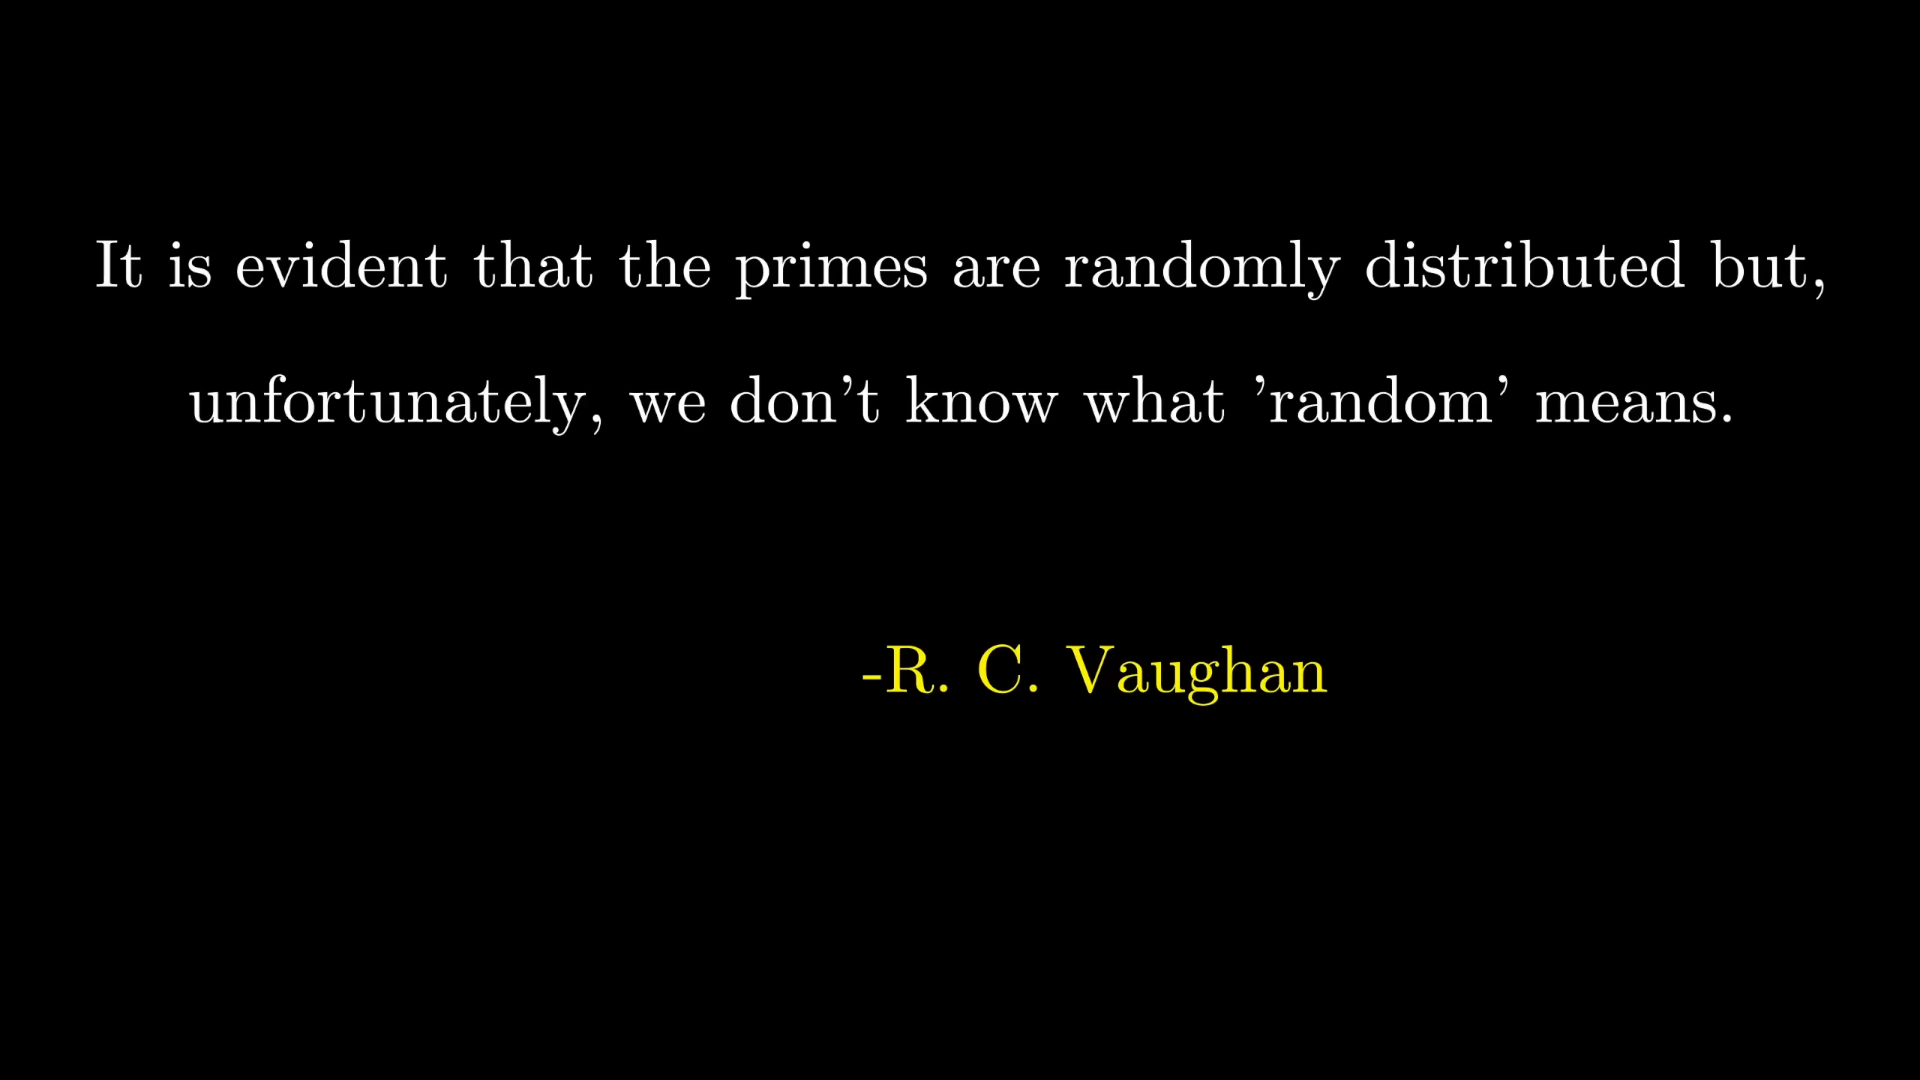 It is evident that the primes are randomly distributed but,
unfortunately, we don’t know what ’random’ means.
-R. C. Vaughan